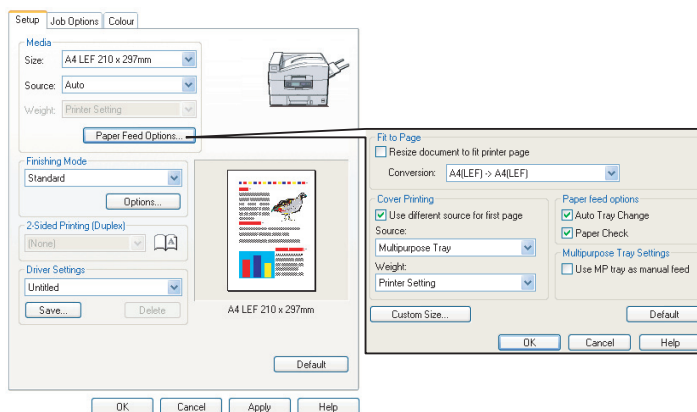 Setup Job Options Colour
Media
Size: A4 LEF 210 x 297mm
Source: Auto
Weight: Printer Setting
Paper Feed Options...
Finishing Mode
Standard
Options...
2-Sided Printing (Duplex)
(None)
A
Driver Settings
Untitled
Save... Delete
A4 LEF 210 x 297mm
Default
OK Cancel Apply Help
Fit to Page
Resize document to fit printer page
Conversion: A4(LEF) -> A4(LEF)
Cover Printing
Use different source for first page
Source:
Multipurpose Tray
Weight:
Printer Setting
Paper feed options
Auto Tray Change
Paper Check
Multipurpose Tray Settings
Use MP tray as manual feed
Custom Size... Default
OK Cancel Help